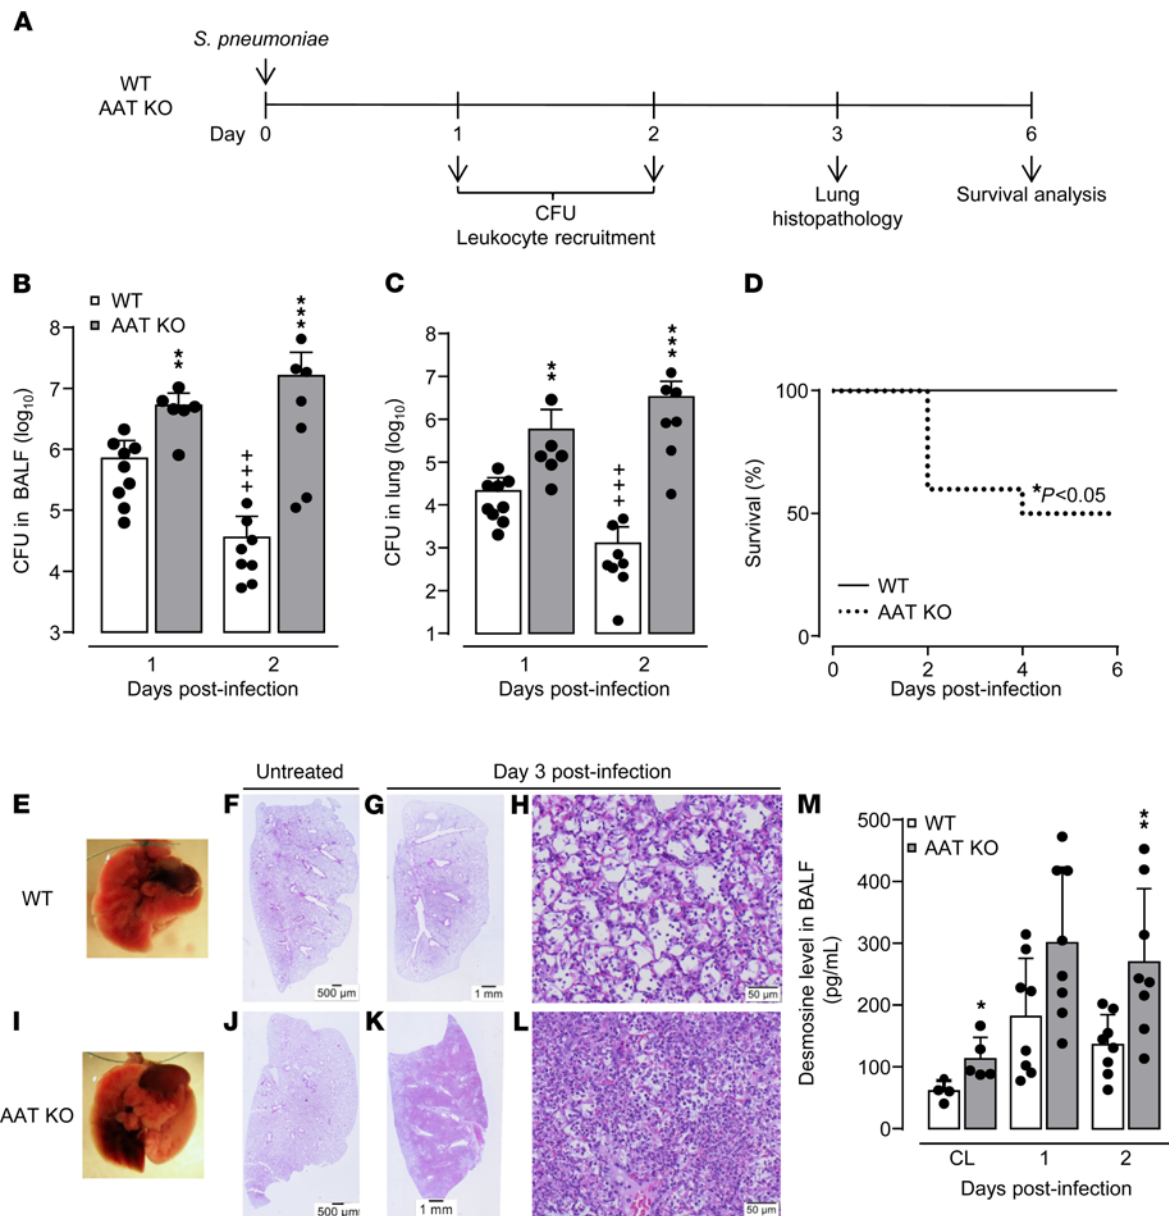 A
S. pneumoniae
WT
AAT KO
Day 0 1 2 3 6
CFU
Leukocyte recruitment
Lung
histopathology
Survival analysis
B
WT
AAT KO
CFU in BALF (log10)
8
7
6
5
4
3
**
+++
***
1 2
Days post-infection
C
CFU in lung (log10)
8
7
6
5
4
3
2
1
**
+++
***
1 2
Days post-infection
D
Survival (%)
100
50
0
*P<0.05
WT
AAT KO
0 2 4 6
Days post-infection
Untreated
Day 3 post-infection
E
F
G
H
WT
500 µm
1 mm
50 µm
I
J
K
L
AAT KO
500 µm
1 mm
50 µm
M
WT
AAT KO
Desmosine level in BALF
(pg/mL)
500
400
300
200
100
0
*
**
CL 1 2
Days post-infection